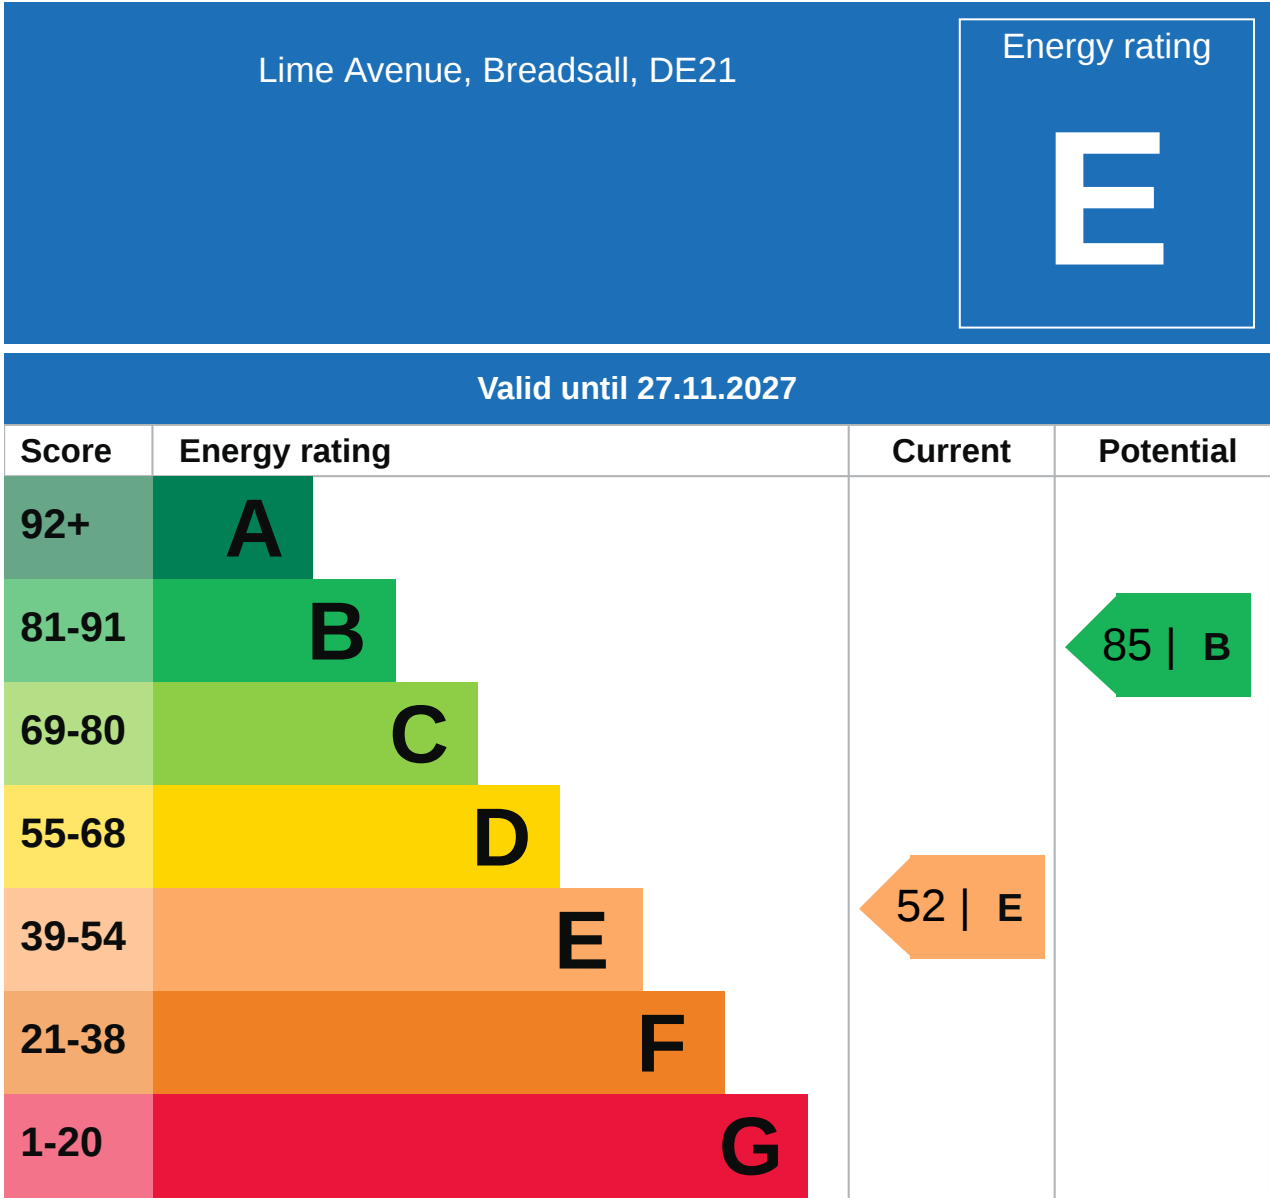 Lime Avenue, Breadsall, DE21
Energy rating
E
Valid until 27.11.2027
Score Energy rating Current Potential
92+ A
81-91 B
85 | B
69-80 C
55-68 D
39-54 E
52 | E
21-38 F
1-20 G